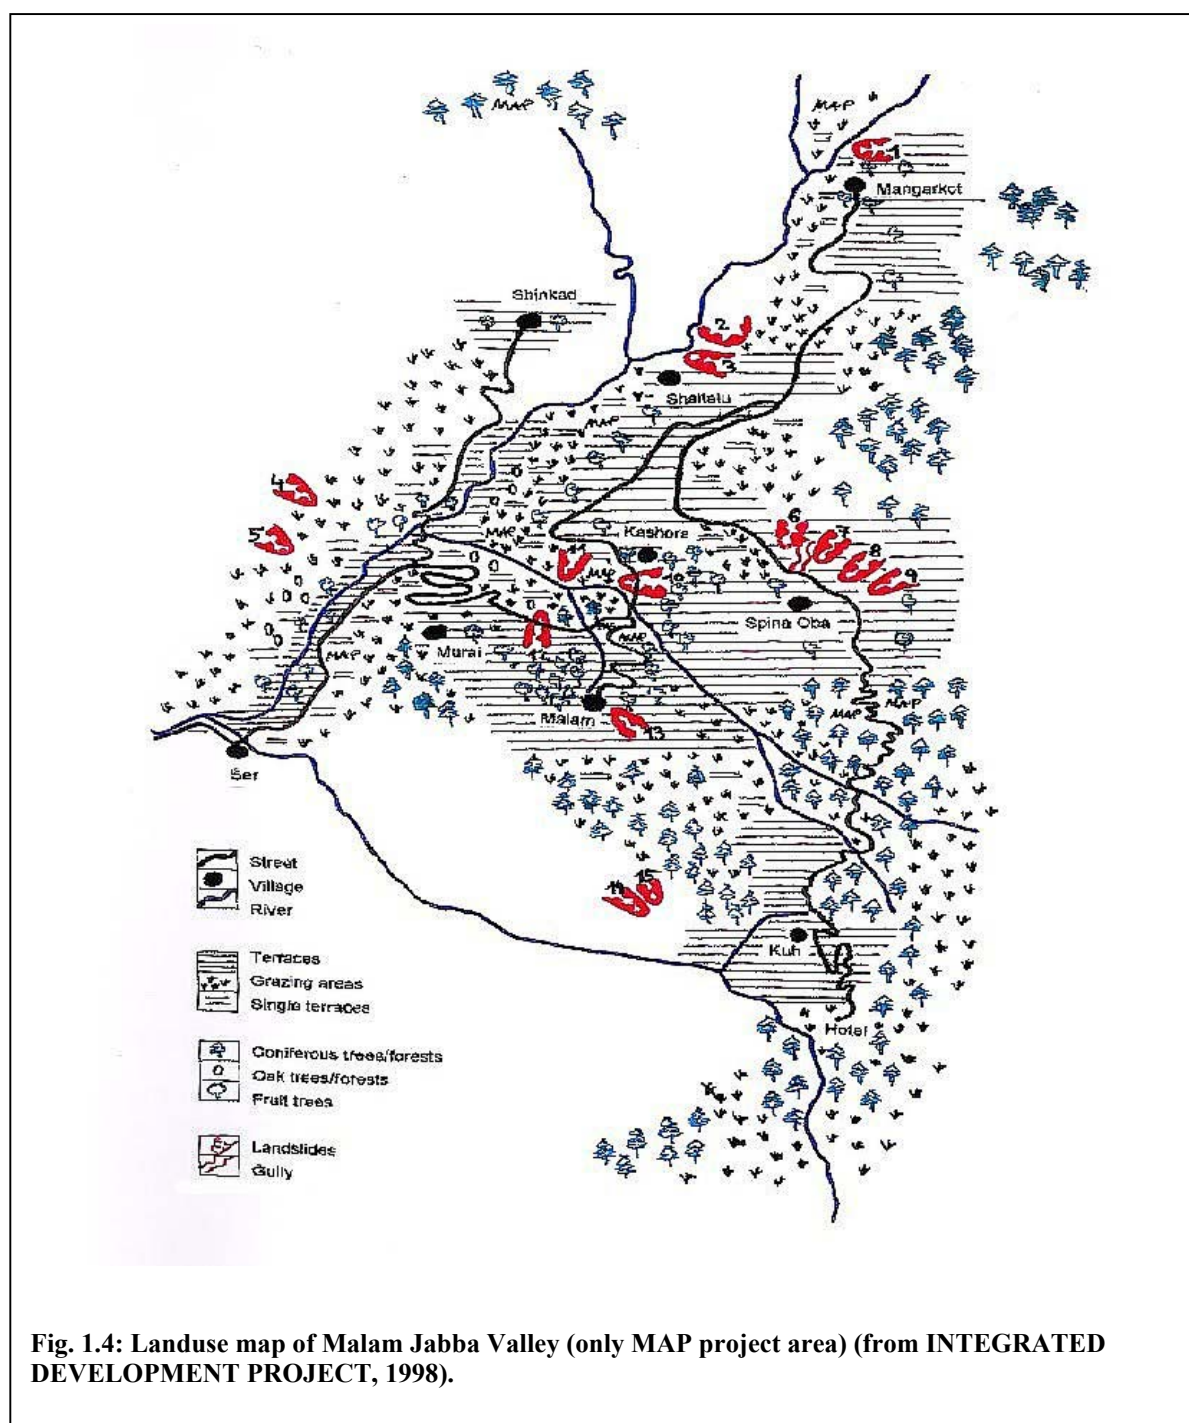 MAP
MAP
1
Mangarkot
Shinkad
2
3
Shaltalu
MAP
4
5
6
7
8
9
MAP
Kashora
11
MAP
10
MAP
Spina Oba
Murai
MAP
MAP
MAP
Malam
13
Ser
15
Kuh
Hotel
Street
Village
River
Terraces
Grazing areas
Single terraces
Coniferous trees/forests
Oak trees/forests
Fruit trees
Landslides
Gully
Fig. 1.4: Landuse map of Malam Jabba Valley (only MAP project area) (from INTEGRATED
DEVELOPMENT PROJECT, 1998).